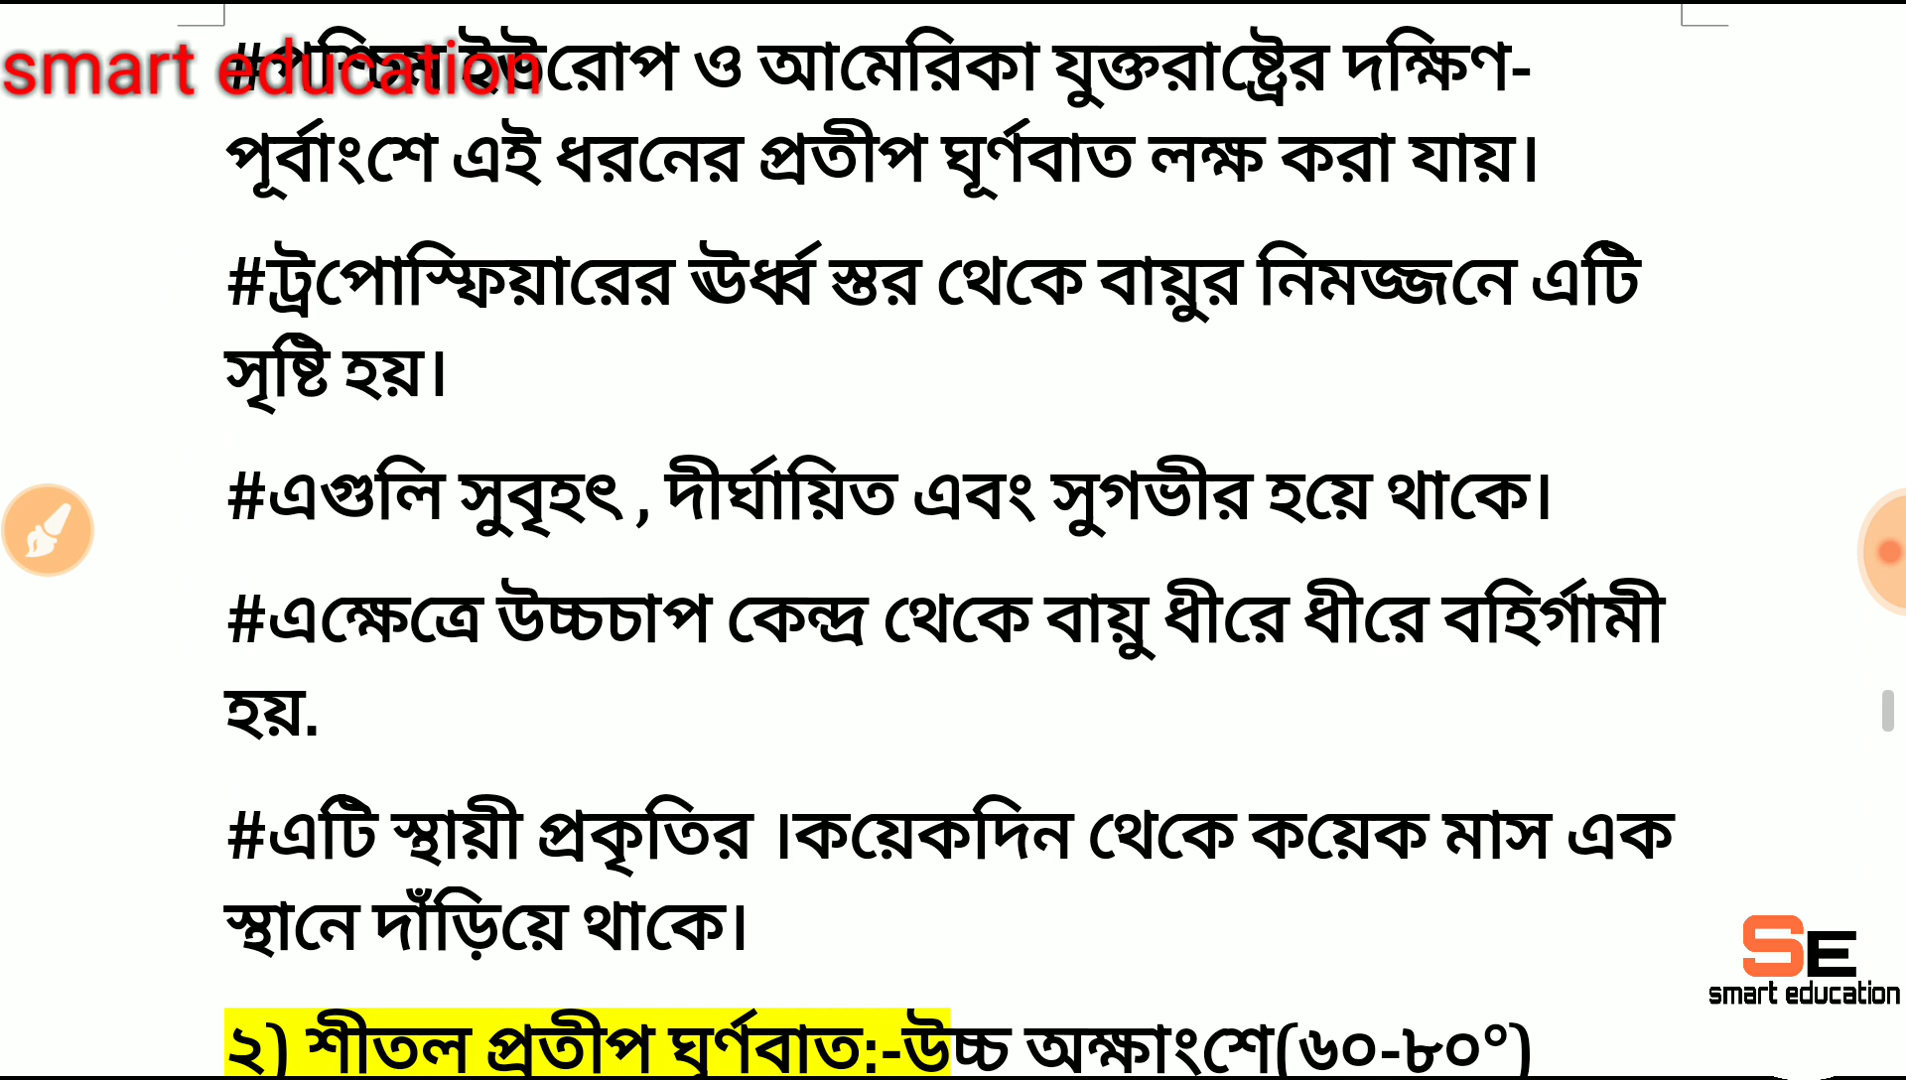 smart education
#পশ্চিম ইউরোপ ও আমেরিকা যুক্তরাষ্ট্রের দক্ষিণ-
পূর্বাংশে এই ধরনের প্রতীপ ঘূর্ণবাত লক্ষ করা যায়।
#ট্রপোস্ফিয়ারের ঊর্ধ্ব স্তর থেকে বায়ুর নিমজ্জনে এটি
সৃষ্টি হয়।
#এগুলি সুবৃহৎ , দীর্ঘায়িত এবং সুগভীর হয়ে থাকে।
#এক্ষেত্রে উচ্চচাপ কেন্দ্র থেকে বায়ু ধীরে ধীরে বহির্গামী
হয়.
#এটি স্থায়ী প্রকৃতির ।কয়েকদিন থেকে কয়েক মাস এক
স্থানে দাঁড়িয়ে থাকে।
২) শীতল প্রতীপ ঘূর্ণবাত:-উচ্চ অক্ষাংশে(৬০-৮০°)
SE
smart education